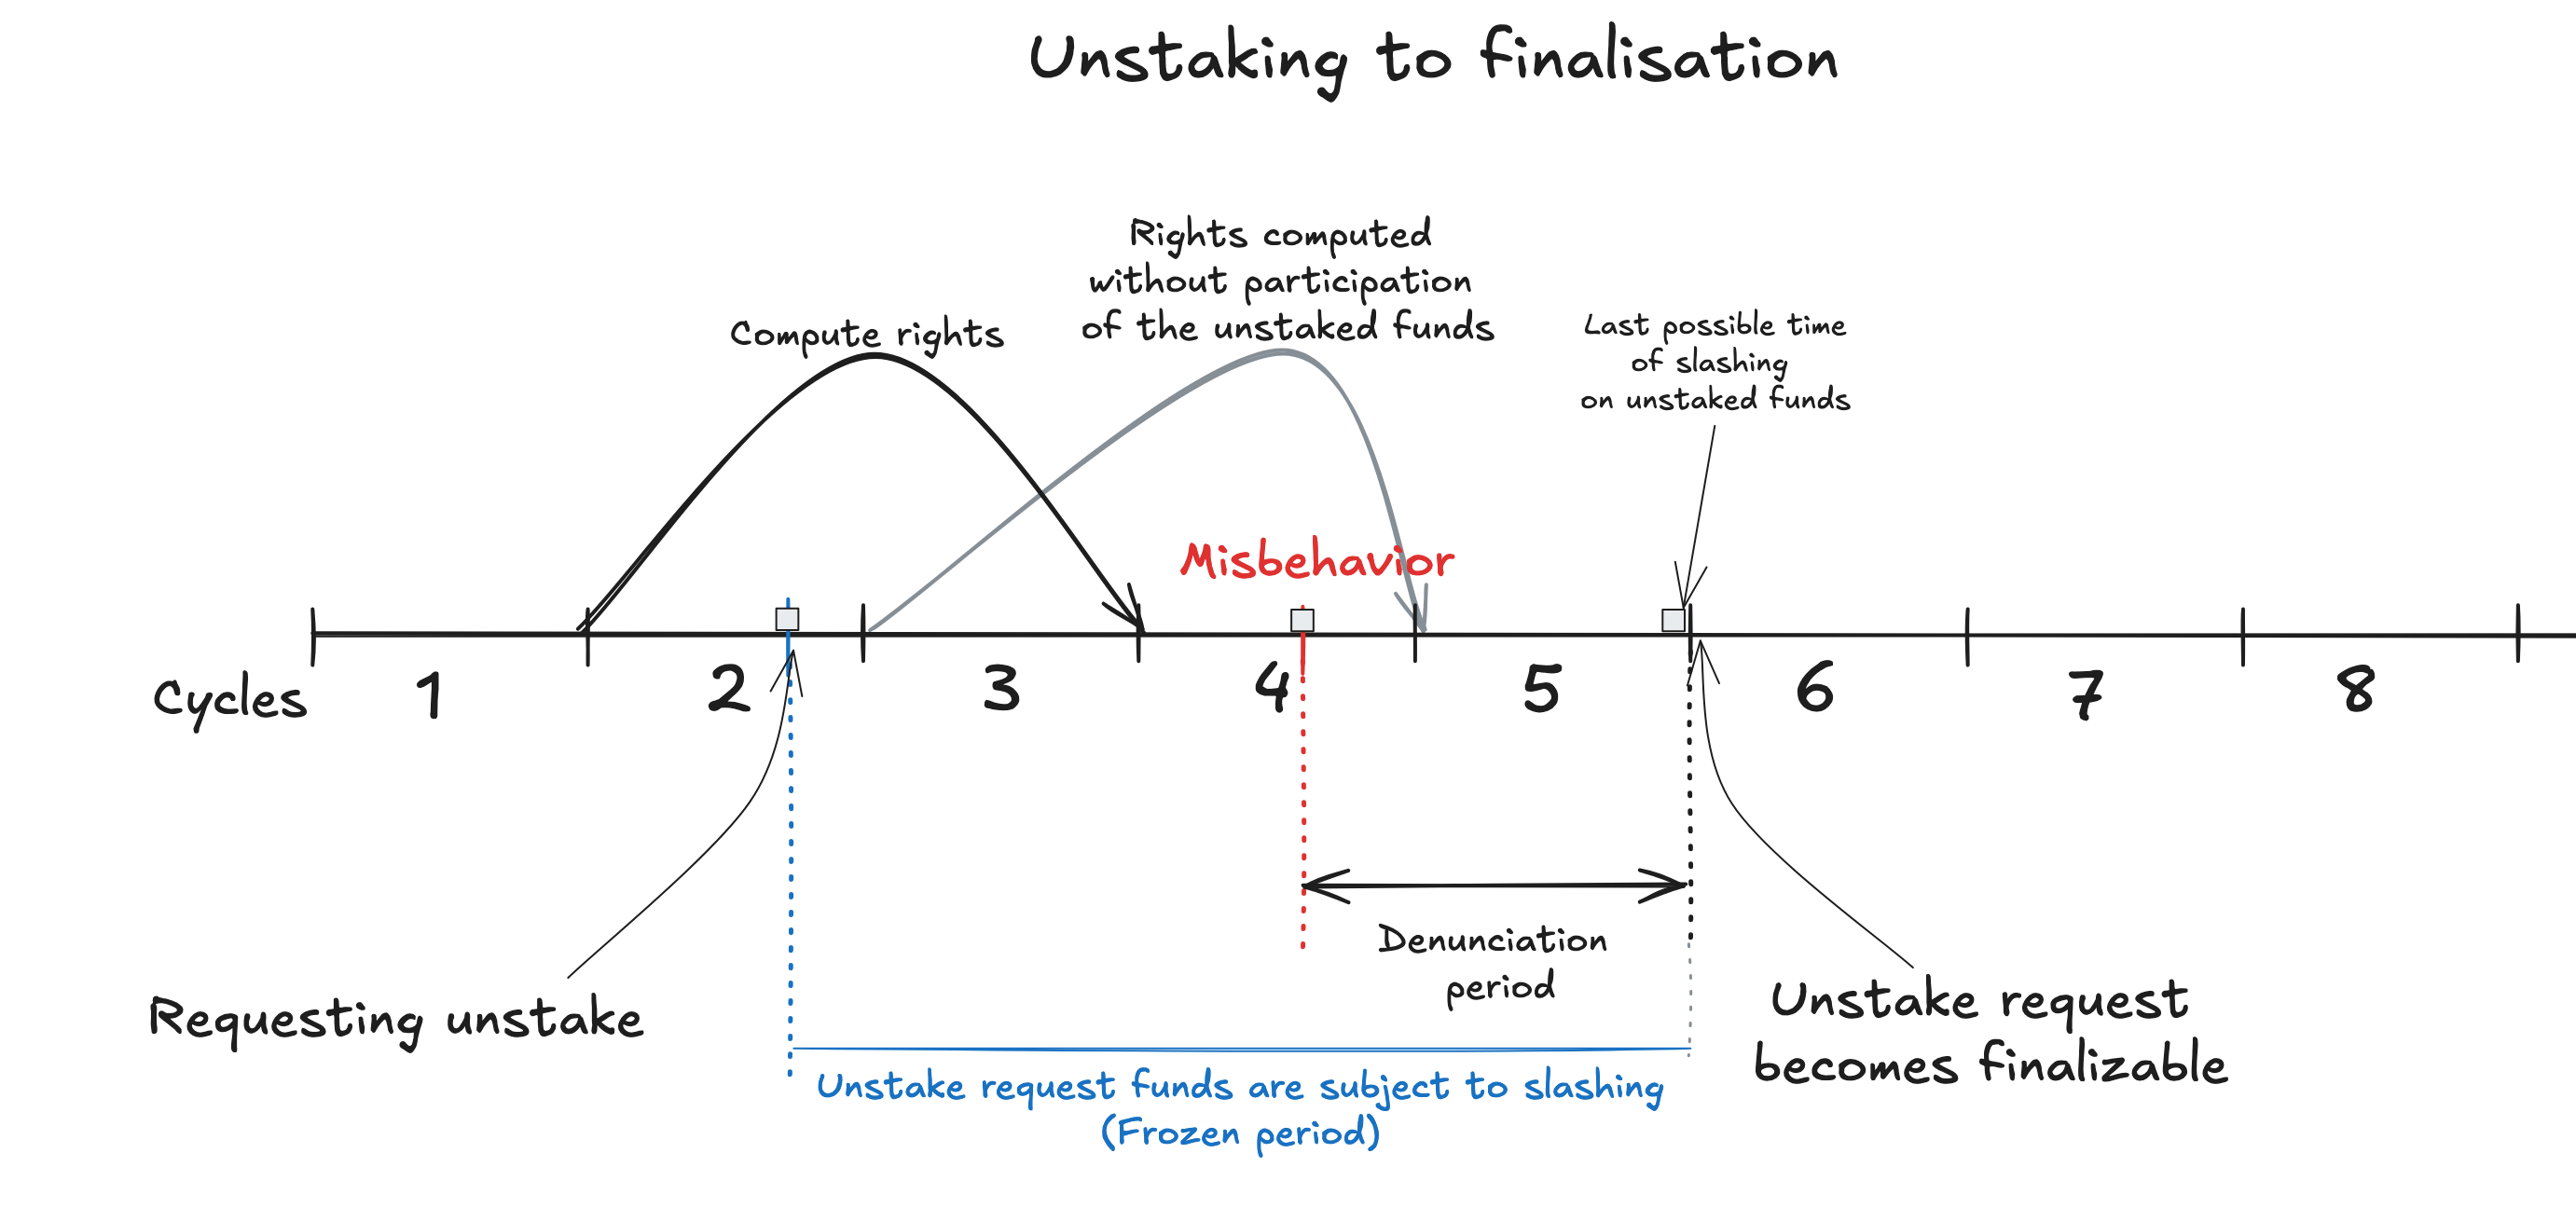 Unstaking to finalisation
Rights computed
without participation
of the unstaked funds
Compute rights
Last possible time
of slashing
on unstaked funds
Misbehavior
Cycles 1 2 3 4 5 6 7 8
Denunciation
period
Requesting unstake
Unstake request
becomes finalizable
Unstake request funds are subject to slashing
(Frozen period)